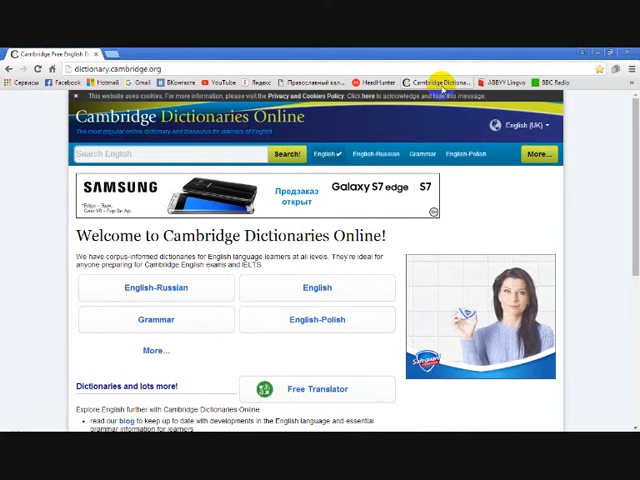 Cambridge Free English D
dictionary.cambridge.org
Сервисы Facebook Hotmail Gmail ВКонтакте YouTube Яндекс Православный кал... HeadHunter Cambridge Dictiona... ABBYY Lingvo BBC Radio
This website uses cookies. For more information, please visit the Privacy and Cookies Policy. Click here to acknowledge and hide this message.
Cambridge Dictionaries Online
The most popular online dictionary and thesaurus for learners of English
English (UK)
Search English Search! English English-Russian Grammar English-Polish More...
SAMSUNG Предзаказ открыт Galaxy S7 edge | S7
Welcome to Cambridge Dictionaries Online!
We have corpus-informed dictionaries for English language learners at all levels. They're ideal for
anyone preparing for Cambridge English exams and IELTS.
English-Russian English
Grammar English-Polish
More...
Safeguard
Dictionaries and lots more! Free Translator
Explore English further with Cambridge Dictionaries Online
• read our blog to keep up to date with developments in the English language and essential
grammar information for learners